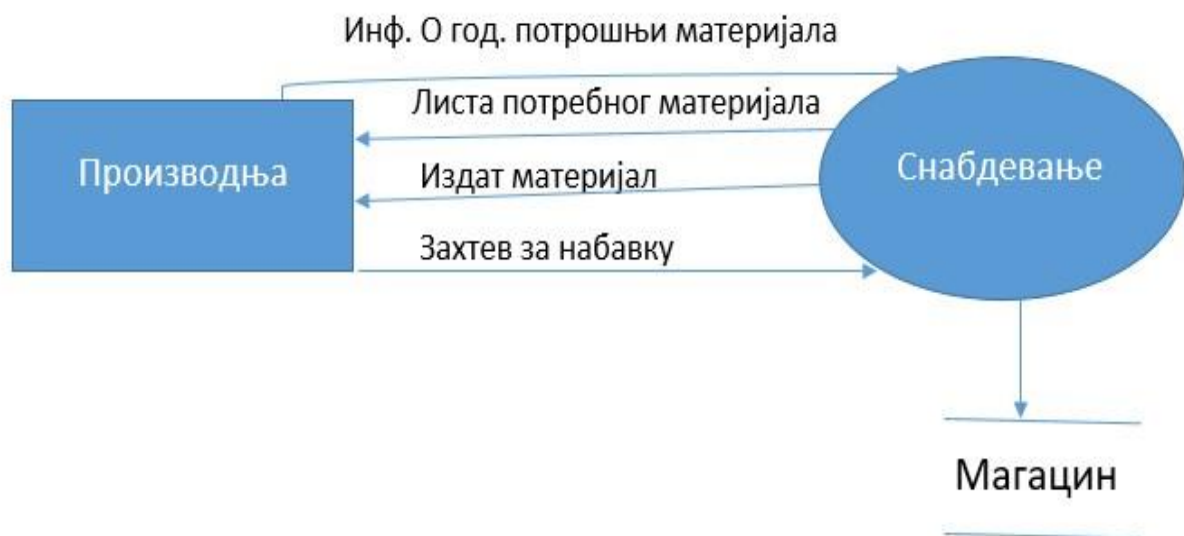 Инф. О год. потрошњи материјала
Листа потребног материјала
Производња
Снабдевање
Издат материјал
Захтев за набавку
Магацин